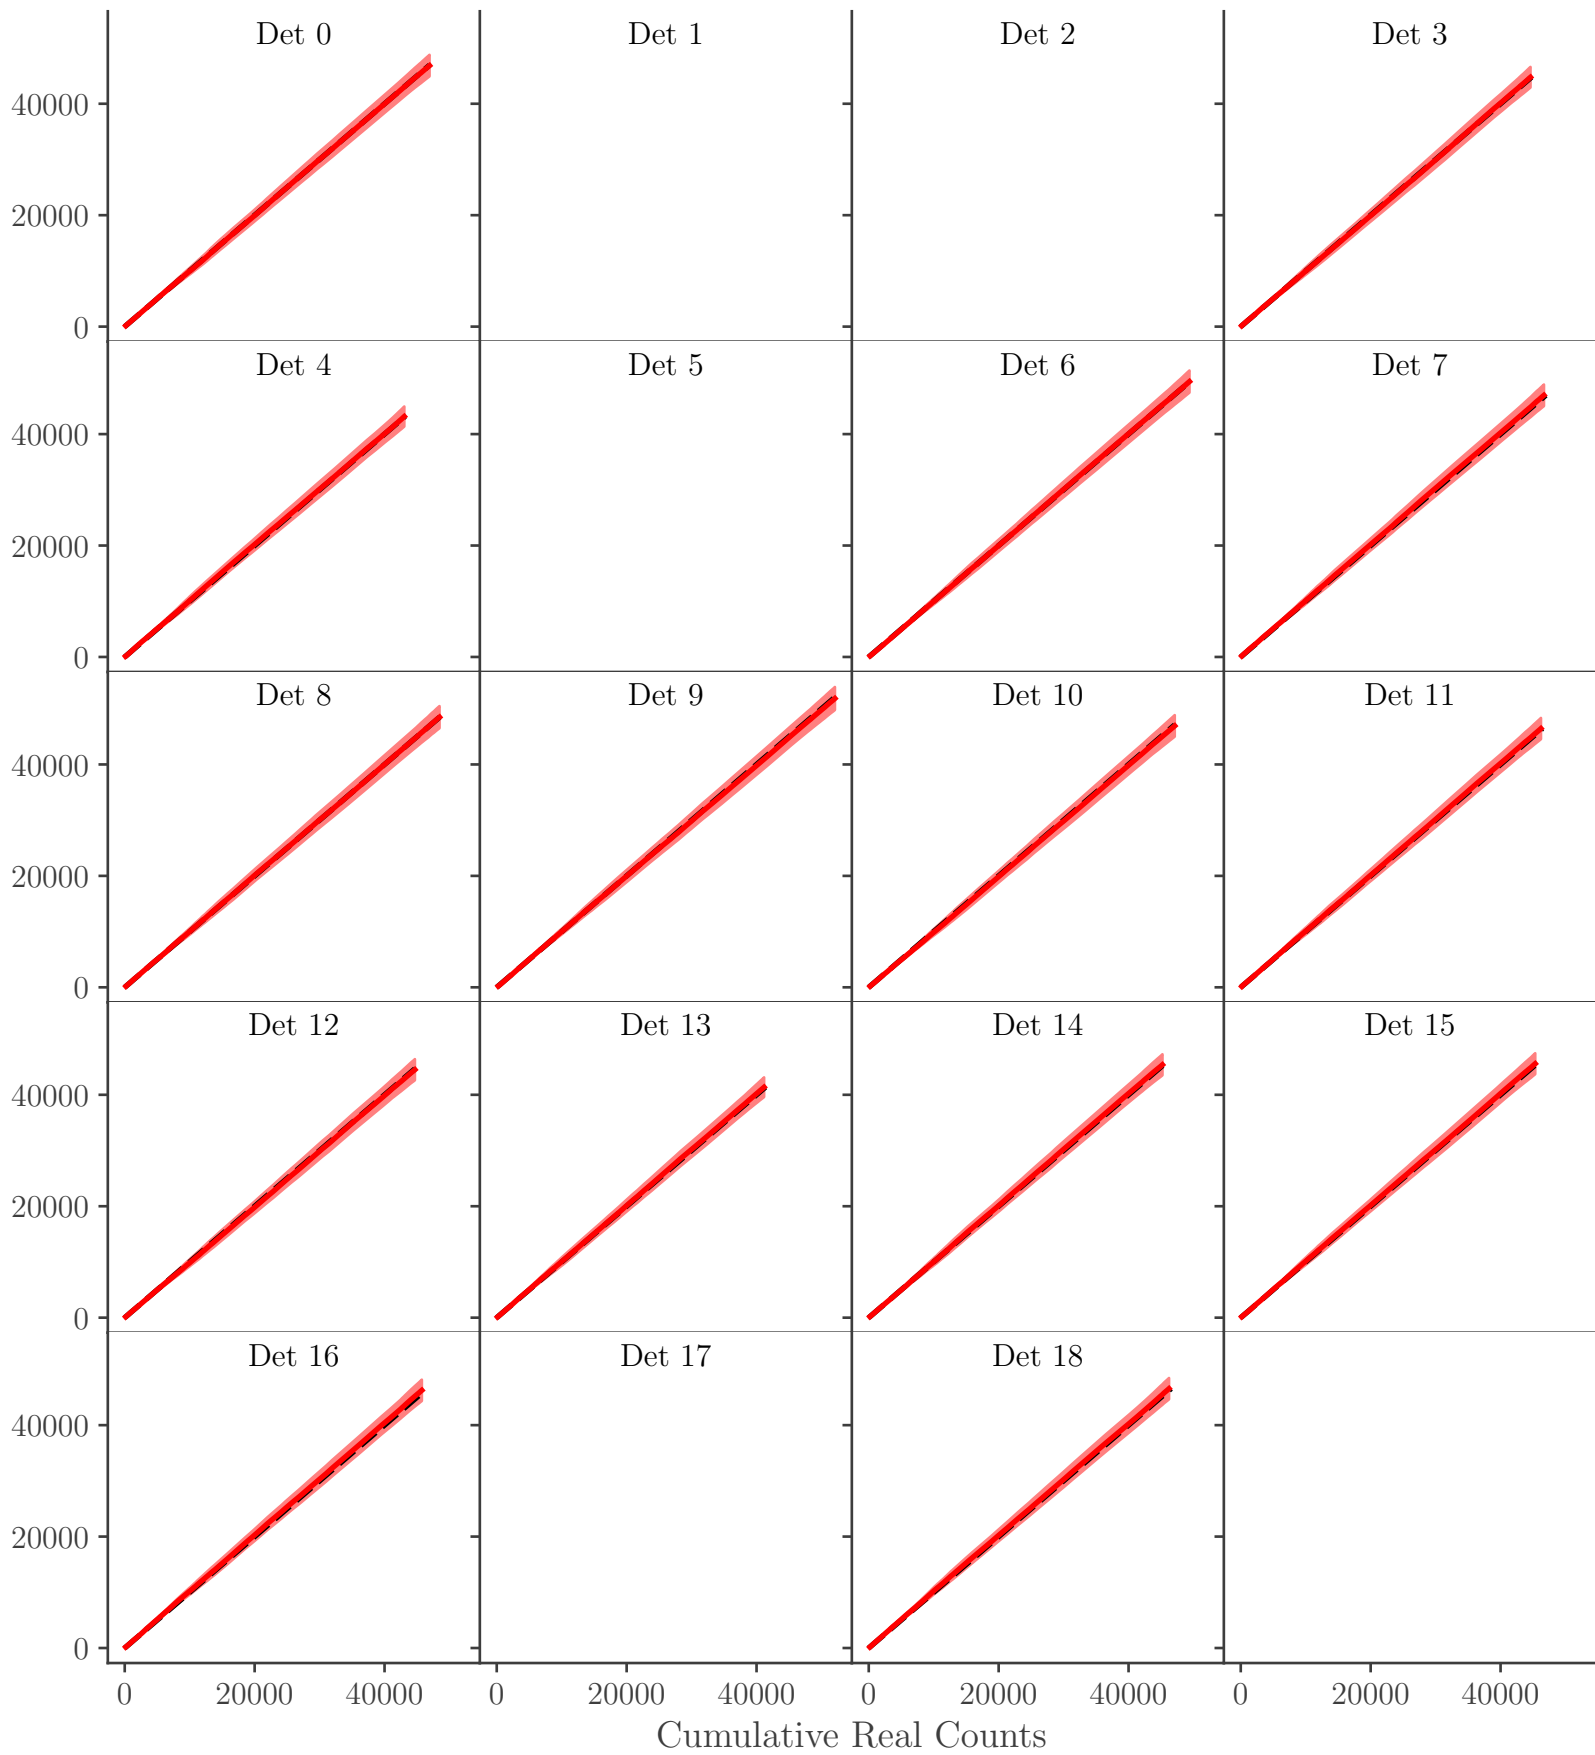 Det 0 Det 1 Det 2 Det 3
40000
20000
0
Det 4 Det 5 Det 6 Det 7
40000
20000
0
Det 8 Det 9 Det 10 Det 11
40000
20000
0
Det 12 Det 13 Det 14 Det 15
40000
20000
0
Det 16 Det 17 Det 18
40000
20000
0
0 20000 40000 0 20000 40000 0 20000 40000 0 20000 40000
Cumulative Real Counts